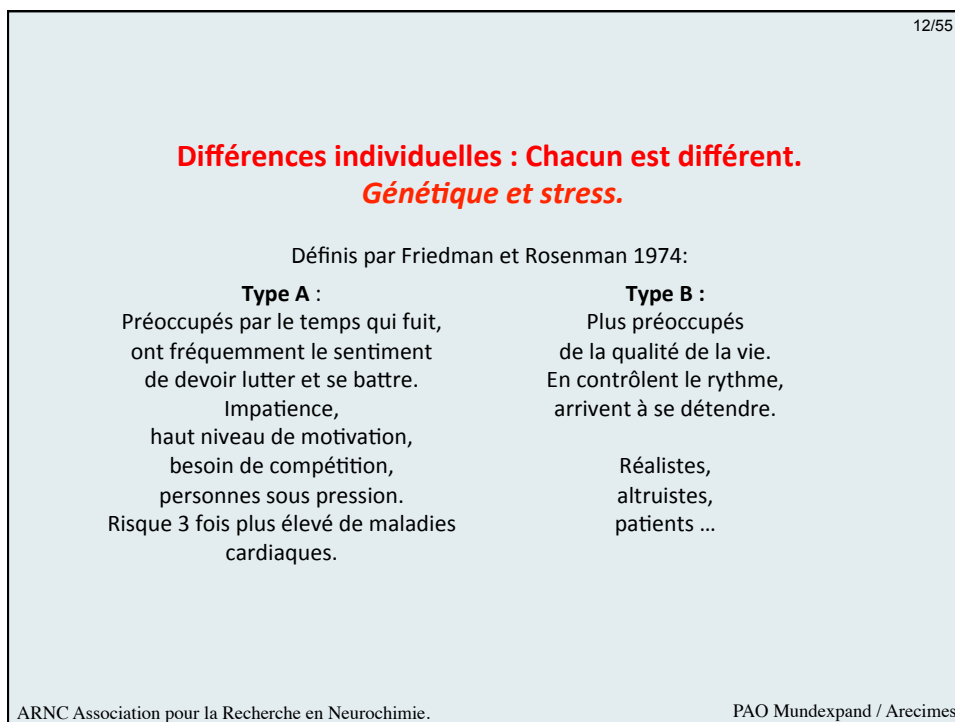 12/55
Différences individuelles : Chacun est différent.
Génétique et stress.
Définis par Friedman et Rosenman 1974:
Type A :
Préoccupés par le temps qui fuit,
ont fréquemment le sentiment
de devoir lutter et se battre.
Impatience,
haut niveau de motivation,
besoin de compétition,
personnes sous pression.
Risque 3 fois plus élevé de maladies
cardiaques.
Type B :
Plus préoccupés
de la qualité de la vie.
En contrôlent le rythme,
arrivent à se détendre.
Réalistes,
altruistes,
patients ...
ARNC Association pour la Recherche en Neurochimie.
PAO Mundexpand / Arecimes